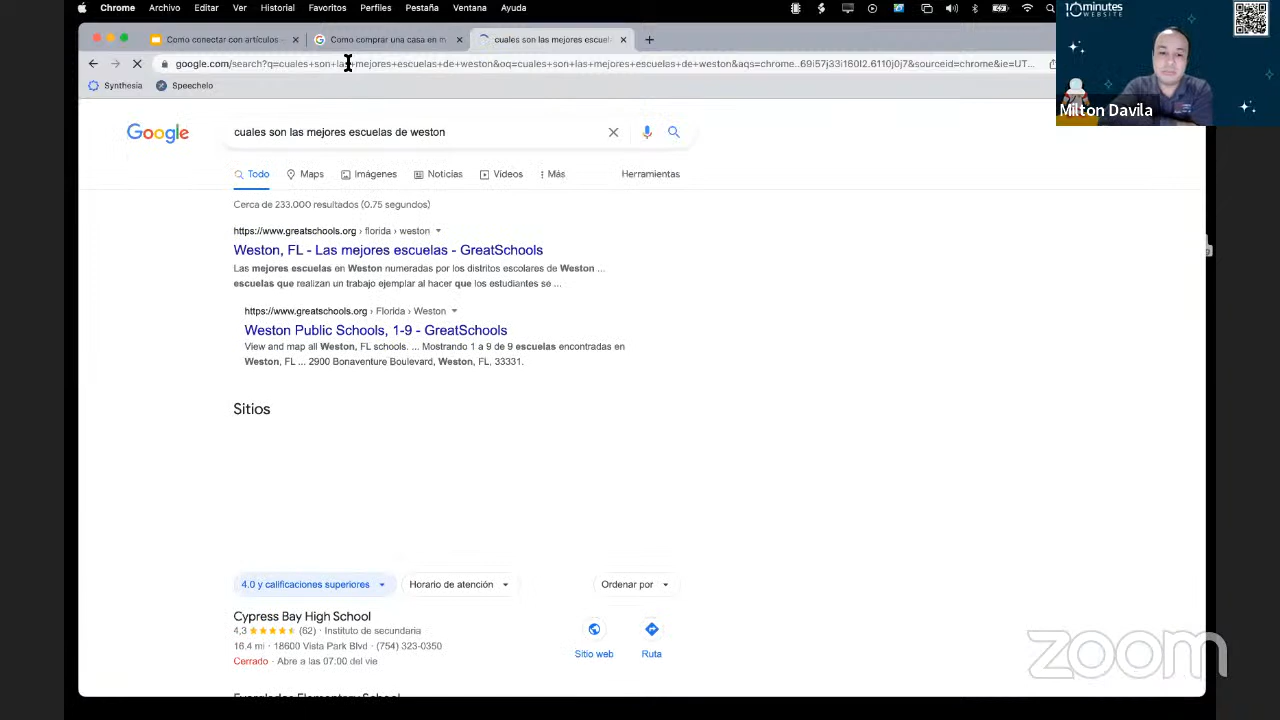 Chrome Archivo Editar Ver Historial Favoritos Perfiles Pestaña Ventana Ayuda
10minutes
WEBSITE
Como conectar con artículos -
Como comprar una casa en m
cuales son las mejores escuel
google.com/search?q=cuales+son+las+mejores+escuelas+de+weston&oq=cuales+son+las+mejores+escuelas+de+weston&aqs=chrome..69i57j33i160l2.6110j0j7&sourceid=chrome&ie=UT...
Synthesia Speechelo
Milton Davila
Google
cuales son las mejores escuelas de weston
Todo Maps Imágenes Noticias Videos Más Herramientas
Cerca de 233.000 resultados (0.75 segundos)
https://www.greatschools.org › florida › weston
Weston, FL - Las mejores escuelas - GreatSchools
Las mejores escuelas en Weston numeradas por los distritos escolares de Weston ...
escuelas que realizan un trabajo ejemplar al hacer que los estudiantes se ...
https://www.greatschools.org › Florida › Weston
Weston Public Schools, 1-9 - GreatSchools
View and map all Weston, FL schools. ... Mostrando 1 a 9 de 9 escuelas encontradas en
Weston, FL ... 2900 Bonaventure Boulevard, Weston, FL, 33331.
Sitios
4.0 y calificaciones superiores Horario de atención Ordenar por
Cypress Bay High School
4,3 (62) · Instituto de secundaria
16.4 mi · 18600 Vista Park Blvd · (754) 323-0350
Cerrado · Abre a las 07:00 del vie
Sitio web Ruta
Everglades Elementary School
zoom